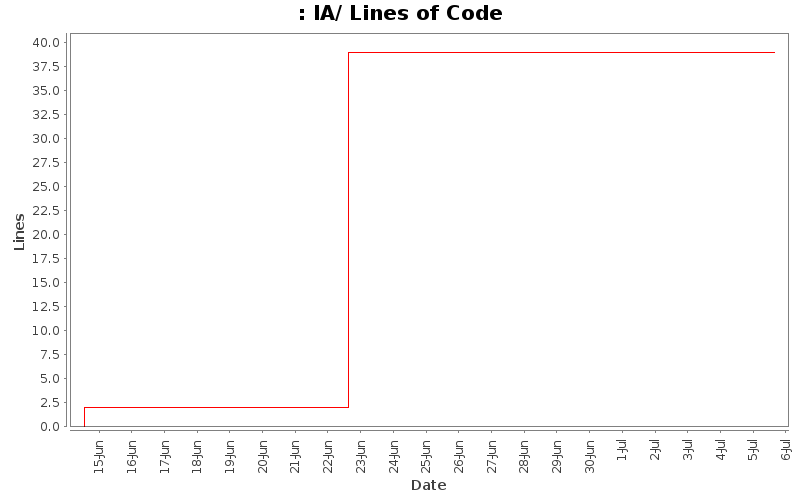 : IA/ Lines of Code
40.0
37.5
35.0
32.5
30.0
27.5
25.0
22.5
20.0
17.5
15.0
12.5
10.0
7.5
5.0
2.5
0.0
Lines
15-Jun
16-Jun
17-Jun
18-Jun
19-Jun
20-Jun
21-Jun
22-Jun
23-Jun
24-Jun
25-Jun
26-Jun
27-Jun
28-Jun
29-Jun
30-Jun
1-Jul
2-Jul
3-Jul
4-Jul
5-Jul
6-Jul
Date